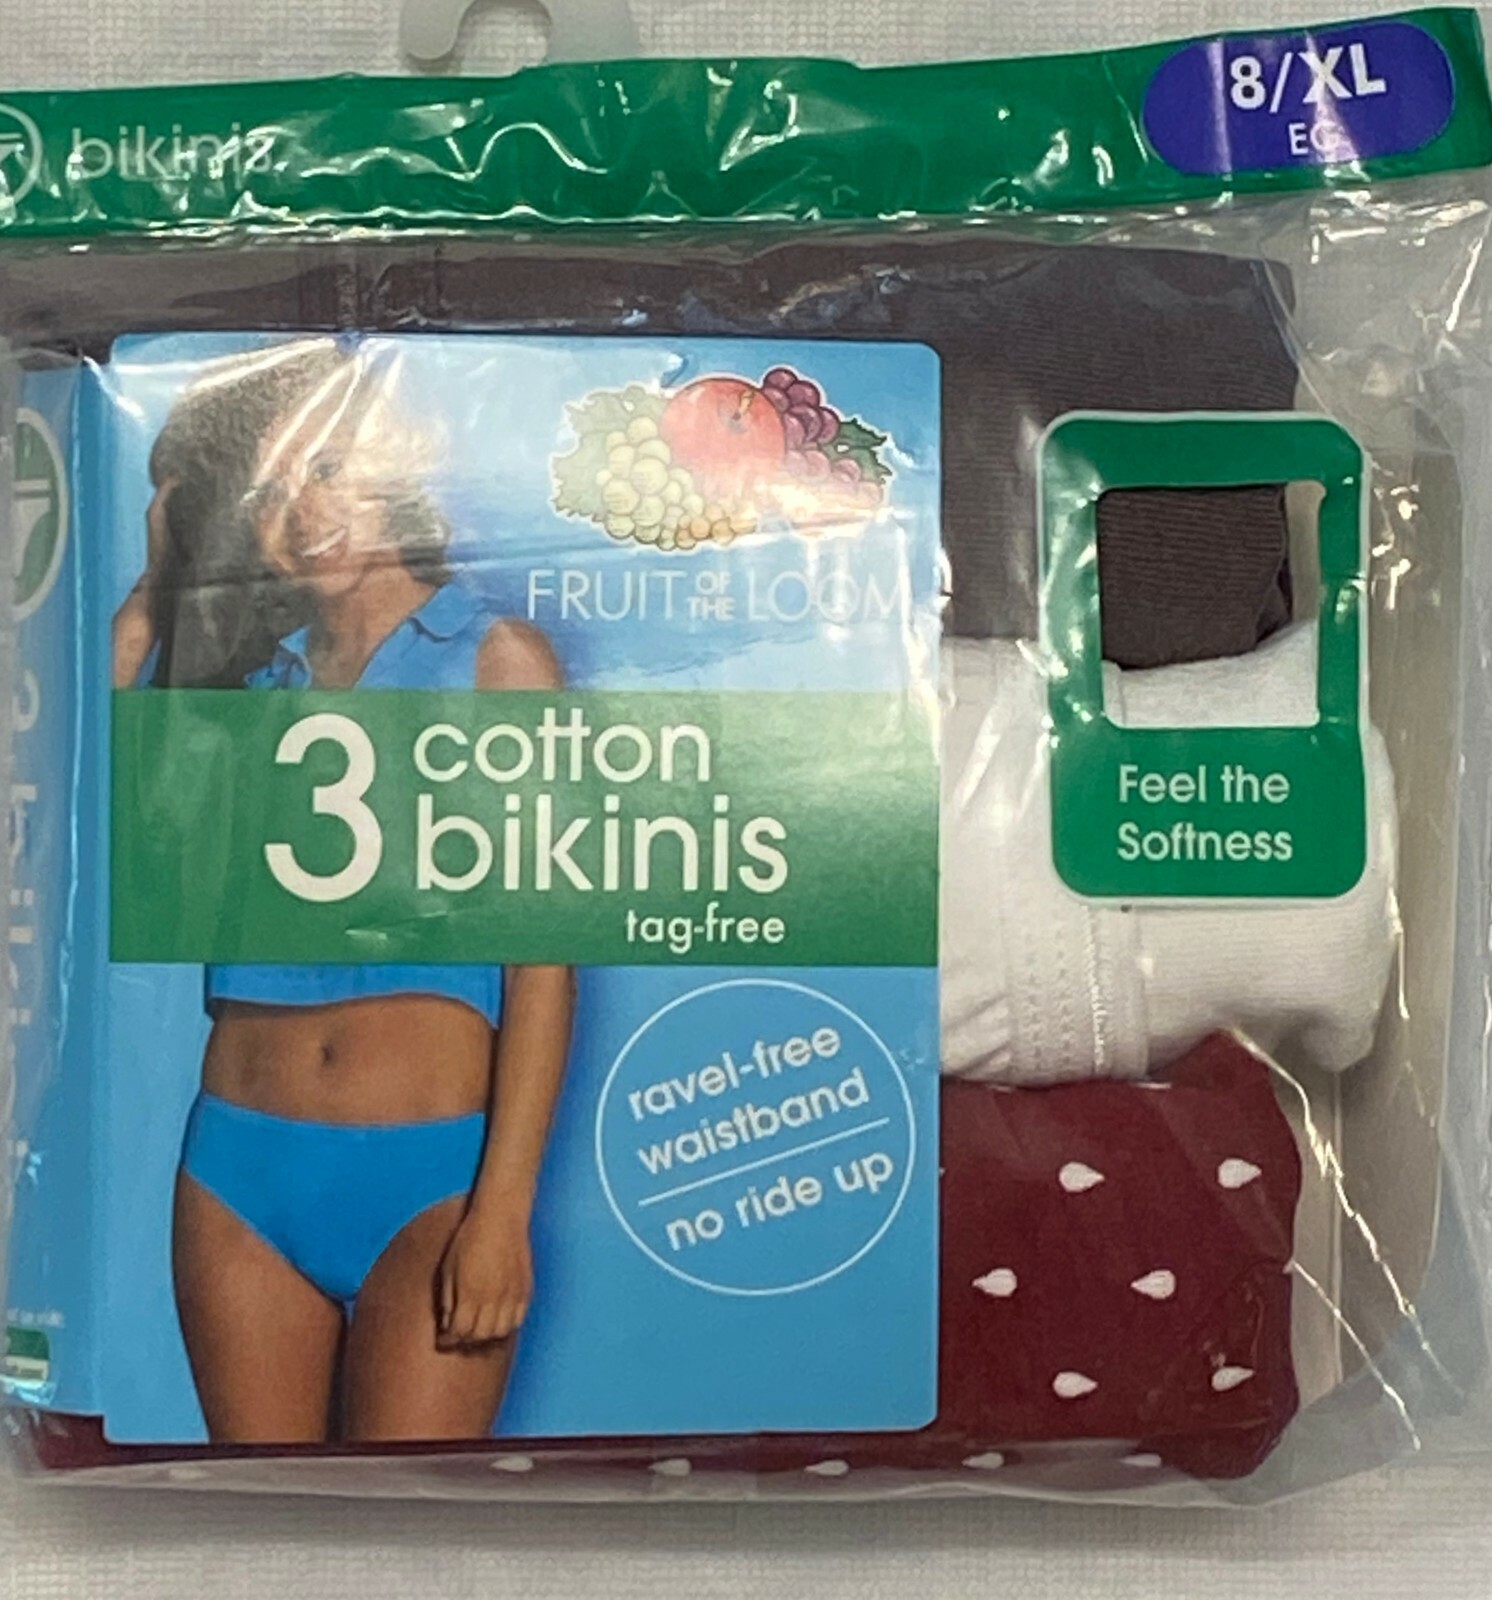 bikinis
8/XL
EG
FRUIT OF THE LOOM
3 cotton
bikinis
tag-free
Feel the
Softness
ravel-free
waistband
no ride up